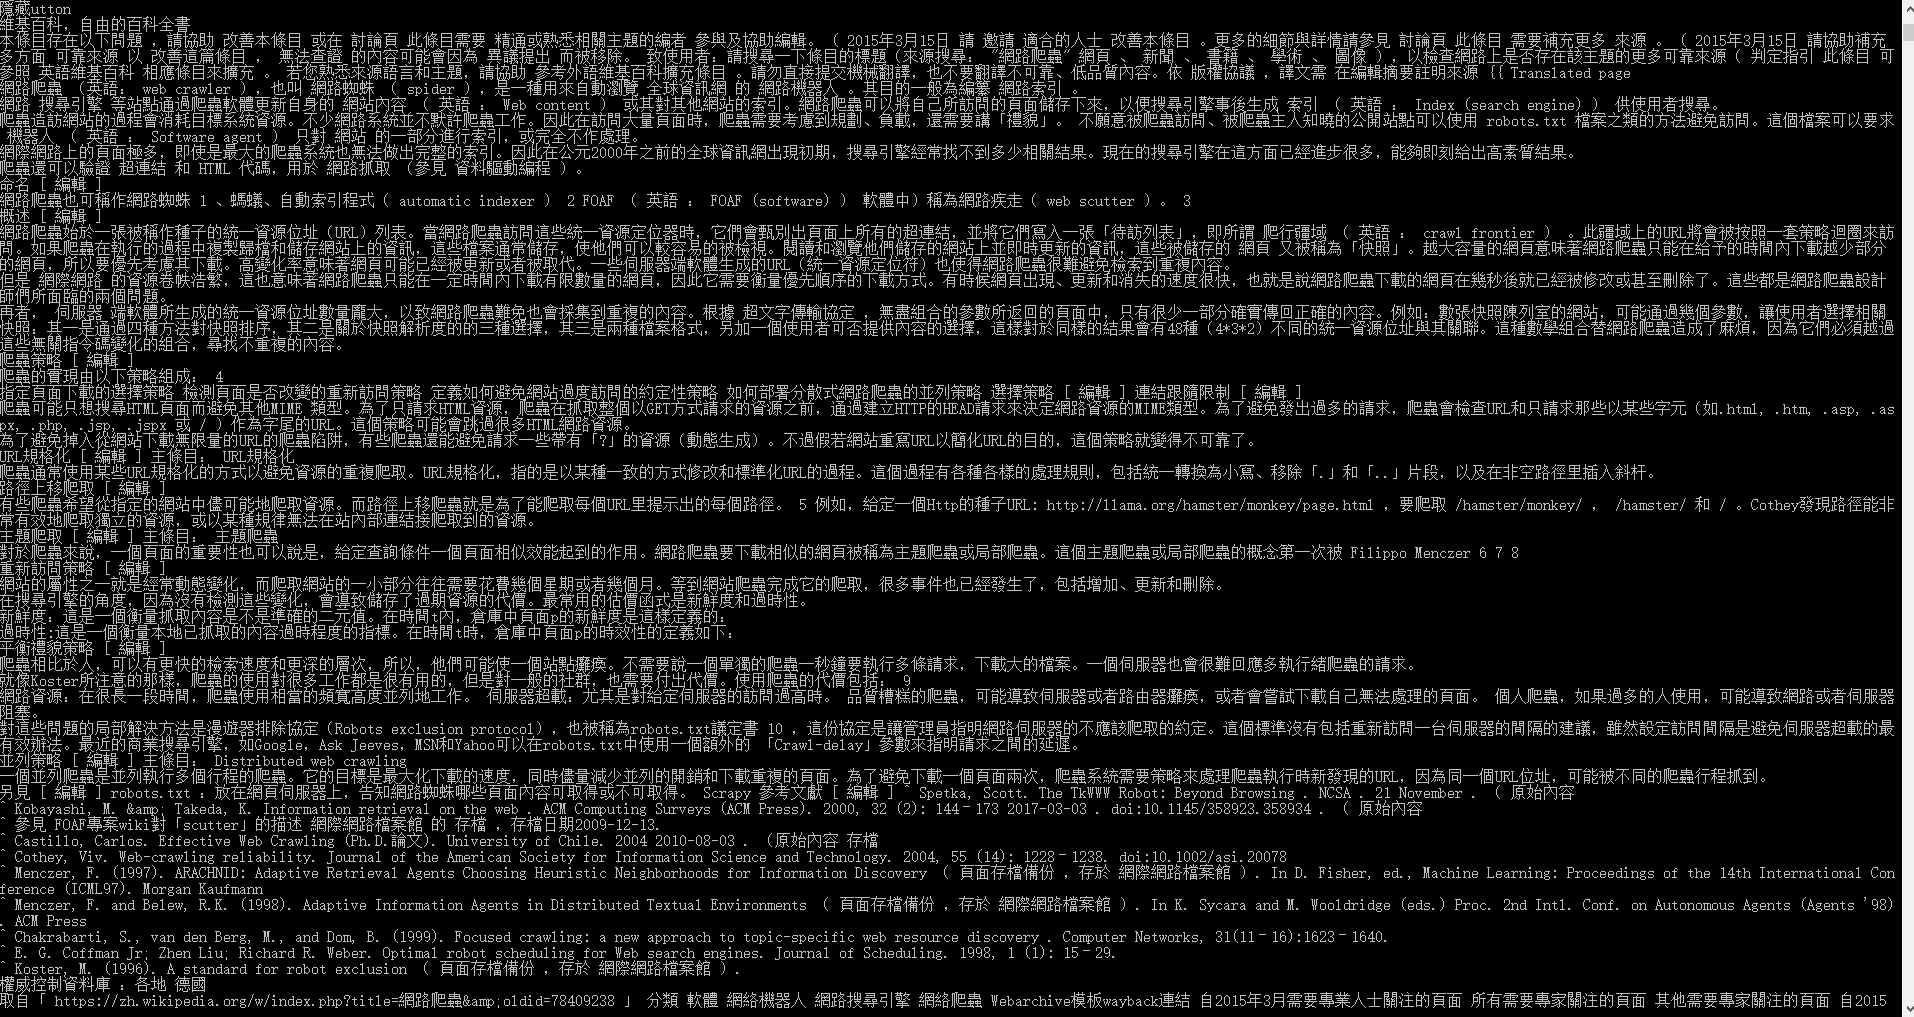 隱藏utton
維基百科，自由的百科全書
本條目存在以下問題 ，請協助 改善本條目 或在 討論頁 此條目需要 精通或熟悉相關主題的編者 參與及協助編輯。 （ 2015年3月15日 請 邀請 適合的人士 改善本條目 。更多的細節與詳情請參見 討論頁 此條目 需要補充更多 來源 。 （ 2015年3月15日 請協助補充
多方面 可靠來源 以 改善這篇條目 ， 無法查證 的內容可能會因為 異議提出 而被移除。 致使用者：請搜尋一下條目的標題（來源搜尋： "網路爬蟲" 網頁 、 新聞 、 書籍 、 學術 、 圖像 ），以檢查網路上是否存在該主題的更多可靠來源（ 判定指引 此條目 可
參照 英語維基百科 相應條目來擴充 。 若您熟悉來源語言和主題，請協助 參考外語維基百科擴充條目 。請勿直接提交機械翻譯，也不要翻譯不可靠、低品質內容。依 版權協議 ，譯文需 在編輯摘要註明來源 {{ Translated page
網路爬蟲 （英語： web crawler ），也叫 網路蜘蛛 （ spider ），是一種用來自動瀏覽 全球資訊網 的 網路機器人 。其目的一般為編纂 網路索引 。
網路 搜尋引擎 等站點通過爬蟲軟體更新自身的 網站內容 （ 英語 ： Web content ） 或其對其他網站的索引。網路爬蟲可以將自己所訪問的頁面儲存下來，以便搜尋引擎事後生成 索引 （ 英語 ： Index (search engine) ） 供使用者搜尋。
爬蟲造訪網站的過程會消耗目標系統資源。不少網路系統並不默許爬蟲工作。因此在訪問大量頁面時，爬蟲需要考慮到規劃、負載，還需要講「禮貌」。 不願意被爬蟲訪問、被爬蟲主人知曉的公開站點可以使用 robots.txt 檔案之類的方法避免訪問。這個檔案可以要求
機器人 （ 英語 ： Software agent ） 只對 網站 的一部分進行索引，或完全不作處理。
網際網路上的頁面極多，即使是最大的爬蟲系統也無法做出完整的索引。因此在公元2000年之前的全球資訊網出現初期，搜尋引擎經常找不到多少相關結果。現在的搜尋引擎在這方面已經進步很多，能夠即刻給出高素質結果。
爬蟲還可以驗證 超連結 和 HTML 代碼，用於 網路抓取 （參見 資料驅動編程 ）。
命名 [ 編輯 ]
網路爬蟲也可稱作網路蜘蛛 1 、螞蟻、自動索引程式（ automatic indexer ） 2 FOAF （ 英語 ： FOAF (software) ） 軟體中）稱為網路疾走（ web scutter ）。 3
概述 [ 編輯 ]
網路爬蟲始於一張被稱作種子的統一資源位址（URL）列表。當網路爬蟲訪問這些統一資源定位器時，它們會甄別出頁面上所有的超連結，並將它們寫入一張「待訪列表」，即所謂 爬行疆域 （ 英語 ： crawl frontier ） 。此疆域上的URL將會被按照一套策略迴圈來訪
問。如果爬蟲在執行的過程中複製歸檔和儲存網站上的資訊，這些檔案通常儲存，使他們可以較容易的被檢視。閱讀和瀏覽他們儲存的網站上並即時更新的資訊，這些被儲存的 網頁 又被稱為「快照」。越大容量的網頁意味著網路爬蟲只能在給予的時間內下載越少部分
的網頁，所以要優先考慮其下載。高變化率意味著網頁可能已經被更新或者被取代。一些伺服器端軟體生成的URL（統一資源定位符）也使得網路爬蟲很難避免檢索到重複內容。
但是 網際網路 的資源卷帙浩繁，這也意味著網路爬蟲只能在一定時間內下載有限數量的網頁，因此它需要衡量優先順序的下載方式。有時候網頁出現、更新和消失的速度很快，也就是說網路爬蟲下載的網頁在幾秒後就已經被修改或甚至刪除了。這些都是網路爬蟲設計
師們所面臨的兩個問題。
再者， 伺服器 端軟體所生成的統一資源位址數量龐大，以致網路爬蟲難免也會採集到重複的內容。根據 超文字傳輸協定 ，無盡組合的參數所返回的頁面中，只有很少一部分確實傳回正確的內容。例如：數張快照陳列室的網站，可能通過幾個參數，讓使用者選擇相關
快照：其一是通過四種方法對快照排序，其二是關於快照解析度的的三種選擇，其三是兩種檔案格式，另加一個使用者可否提供內容的選擇，這樣對於同樣的結果會有48種（4*3*2）不同的統一資源位址與其關聯。這種數學組合替網路爬蟲造成了麻煩，因為它們必須越過
這些無關指令碼變化的組合，尋找不重複的內容。
爬蟲策略 [ 編輯 ]
爬蟲的實現由以下策略組成： 4
指定頁面下載的選擇策略 檢測頁面是否改變的重新訪問策略 定義如何避免網站過度訪問的約定性策略 如何部署分散式網路爬蟲的並列策略 選擇策略 [ 編輯 ] 連結跟隨限制 [ 編輯 ]
爬蟲可能只想搜尋HTML頁面而避免其他MIME 類型。為了只請求HTML資源，爬蟲在抓取整個以GET方式請求的資源之前，通過建立HTTP的HEAD請求來決定網路資源的MIME類型。為了避免發出過多的請求，爬蟲會檢查URL和只請求那些以某些字元（如.html, .htm, .asp, .as
px, .php, .jsp, .jspx 或 / ）作為字尾的URL。這個策略可能會跳過很多HTML網路資源。
為了避免掉入從網站下載無限量的URL的爬蟲陷阱，有些爬蟲還能避免請求一些帶有「?」的資源（動態生成）。不過假若網站重寫URL以簡化URL的目的，這個策略就變得不可靠了。
URL規格化 [ 編輯 ] 主條目： URL規格化
爬蟲通常使用某些URL規格化的方式以避免資源的重複爬取。URL規格化，指的是以某種一致的方式修改和標準化URL的過程。這個過程有各種各樣的處理規則，包括統一轉換為小寫、移除「.」和「..」片段，以及在非空路徑里插入斜杆。
路徑上移爬取 [ 編輯 ]
有些爬蟲希望從指定的網站中儘可能地爬取資源。而路徑上移爬蟲就是為了能爬取每個URL里提示出的每個路徑。 5 例如，給定一個Http的種子URL: http://llama.org/hamster/monkey/page.html ，要爬取 /hamster/monkey/ ， /hamster/ 和 / 。Cothey發現路徑能非
常有效地爬取獨立的資源，或以某種規律無法在站內部連結接爬取到的資源。
主題爬取 [ 編輯 ] 主條目： 主題爬蟲
對於爬蟲來說，一個頁面的重要性也可以說是，給定查詢條件一個頁面相似效能起到的作用。網路爬蟲要下載相似的網頁被稱為主題爬蟲或局部爬蟲。這個主題爬蟲或局部爬蟲的概念第一次被 Filippo Menczer 6 7 8
重新訪問策略 [ 編輯 ]
網站的屬性之一就是經常動態變化，而爬取網站的一小部分往往需要花費幾個星期或者幾個月。等到網站爬蟲完成它的爬取，很多事件也已經發生了，包括增加、更新和刪除。
在搜尋引擎的角度，因為沒有檢測這些變化，會導致儲存了過期資源的代價。最常用的估價函式是新鮮度和過時性。
新鮮度：這是一個衡量抓取內容是不是準確的二元值。在時間t內，倉庫中頁面p的新鮮度是這樣定義的：
過時性:這是一個衡量本地已抓取的內容過時程度的指標。在時間t時，倉庫中頁面p的時效性的定義如下：
平衡禮貌策略 [ 編輯 ]
爬蟲相比於人，可以有更快的檢索速度和更深的層次，所以，他們可能使一個站點癱瘓。不需要說一個單獨的爬蟲一秒鐘要執行多條請求，下載大的檔案。一個伺服器也會很難回應多執行緒爬蟲的請求。
就像Koster所注意的那樣，爬蟲的使用對很多工作都是很有用的，但是對一般的社群，也需要付出代價。使用爬蟲的代價包括： 9
網路資源：在很長一段時間，爬蟲使用相當的頻寬高度並列地工作。 伺服器超載：尤其是對給定伺服器的訪問過高時。 品質糟糕的爬蟲，可能導致伺服器或者路由器癱瘓，或者會嘗試下載自己無法處理的頁面。 個人爬蟲，如果過多的人使用，可能導致網路或者伺服器
阻塞。
對這些問題的局部解決方法是漫遊器排除協定（Robots exclusion protocol），也被稱為robots.txt議定書 10 ，這份協定是讓管理員指明網路伺服器的不應該爬取的約定。這個標準沒有包括重新訪問一台伺服器的間隔的建議，雖然設定訪問間隔是避免伺服器超載的最
有效辦法。最近的商業搜尋引擎，如Google，Ask Jeeves，MSN和Yahoo可以在robots.txt中使用一個額外的 「Crawl-delay」參數來指明請求之間的延遲。
並列策略 [ 編輯 ] 主條目： Distributed web crawling
一個並列爬蟲是並列執行多個行程的爬蟲。它的目標是最大化下載的速度，同時儘量減少並列的開銷和下載重複的頁面。為了避免下載一個頁面兩次，爬蟲系統需要策略來處理爬蟲執行時新發現的URL，因為同一個URL位址，可能被不同的爬蟲行程抓到。
另見 [ 編輯 ] robots.txt ：放在網頁伺服器上，告知網路蜘蛛哪些頁面內容可取得或不可取得。 Scrapy 參考文獻 [ 編輯 ] ^ Spetka, Scott. The TkWWW Robot: Beyond Browsing . NCSA . 21 November . （ 原始內容
^ Kobayashi, M. &amp; Takeda, K. Information retrieval on the web . ACM Computing Surveys (ACM Press). 2000, 32 (2): 144–173 2017-03-03 . doi:10.1145/358923.358934 . （ 原始內容
^ 參見 FOAF專案wiki對「scutter」的描述 網際網路檔案館 的 存檔 ，存檔日期2009-12-13.
^ Castillo, Carlos. Effective Web Crawling (Ph.D.論文). University of Chile. 2004 2010-08-03 . （原始內容 存檔
^ Cothey, Viv. Web-crawling reliability. Journal of the American Society for Information Science and Technology. 2004, 55 (14): 1228–1238. doi:10.1002/asi.20078
^ Menczer, F. (1997). ARACHNID: Adaptive Retrieval Agents Choosing Heuristic Neighborhoods for Information Discovery （ 頁面存檔備份 ，存於 網際網路檔案館 ）. In D. Fisher, ed., Machine Learning: Proceedings of the 14th International Con
ference (ICML97). Morgan Kaufmann
^ Menczer, F. and Belew, R.K. (1998). Adaptive Information Agents in Distributed Textual Environments （ 頁面存檔備份 ，存於 網際網路檔案館 ）. In K. Sycara and M. Wooldridge (eds.) Proc. 2nd Intl. Conf. on Autonomous Agents (Agents '98)
. ACM Press
^ Chakrabarti, S., van den Berg, M., and Dom, B. (1999). Focused crawling: a new approach to topic-specific web resource discovery . Computer Networks, 31(11–16):1623–1640.
^ E. G. Coffman Jr; Zhen Liu; Richard R. Weber. Optimal robot scheduling for Web search engines. Journal of Scheduling. 1998, 1 (1): 15–29.
^ Koster, M. (1996). A standard for robot exclusion （ 頁面存檔備份 ，存於 網際網路檔案館 ）.
權威控制資料庫 ：各地 德國
取自「 https://zh.wikipedia.org/w/index.php?title=網路爬蟲&amp;oldid=78409238 」 分類 軟體 網絡機器人 網路搜尋引擎 網絡爬蟲 Webarchive模板wayback連結 自2015年3月需要專業人士關注的頁面 所有需要專家關注的頁面 其他需要專家關注的頁面 自2015